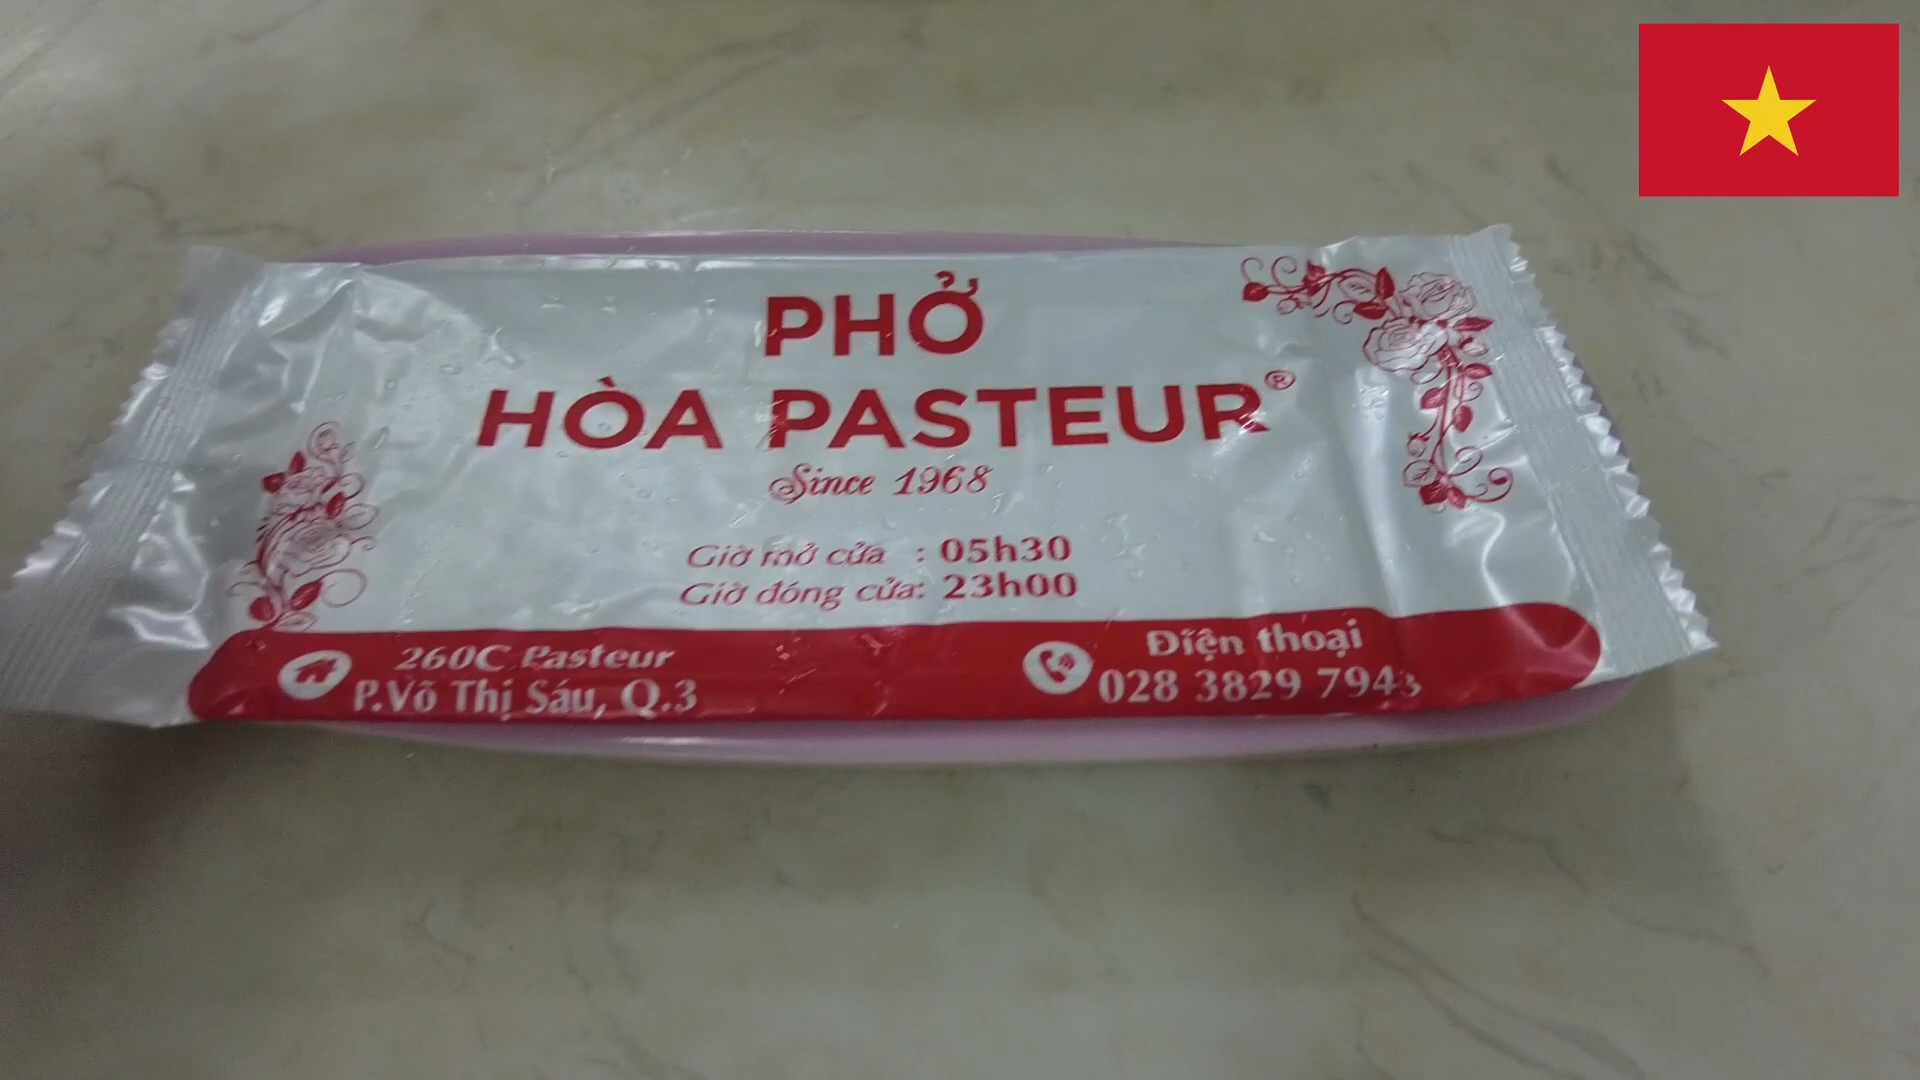 PHỞ
HÒA PASTEUR®
Since 1968
Giờ mở cửa : 05h30
Giờ đóng cửa: 23h00
260C Pasteur
P.Võ Thị Sáu, Q.3
Điện thoại
028 3829 7943